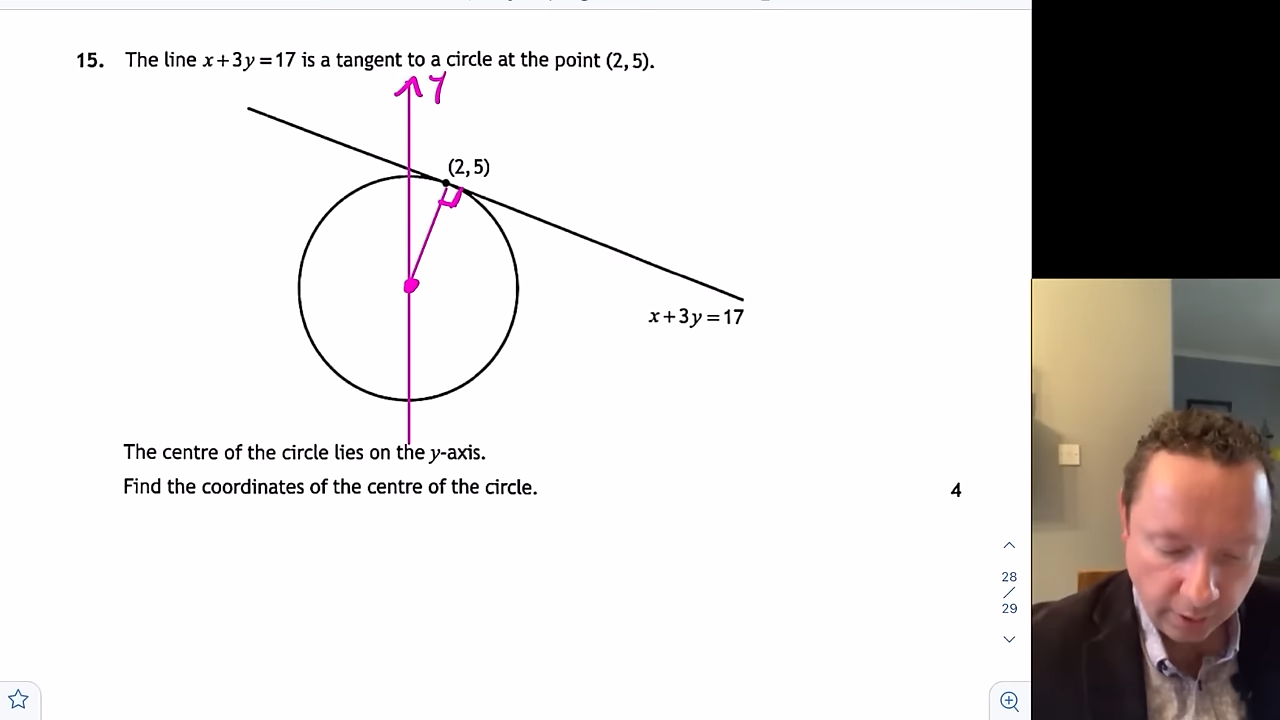 15. The line x+3y=17 is a tangent to a circle at the point (2,5).
Y
(2,5)
x+3y=17
The centre of the circle lies on the y-axis.
Find the coordinates of the centre of the circle.
4
28
/
29